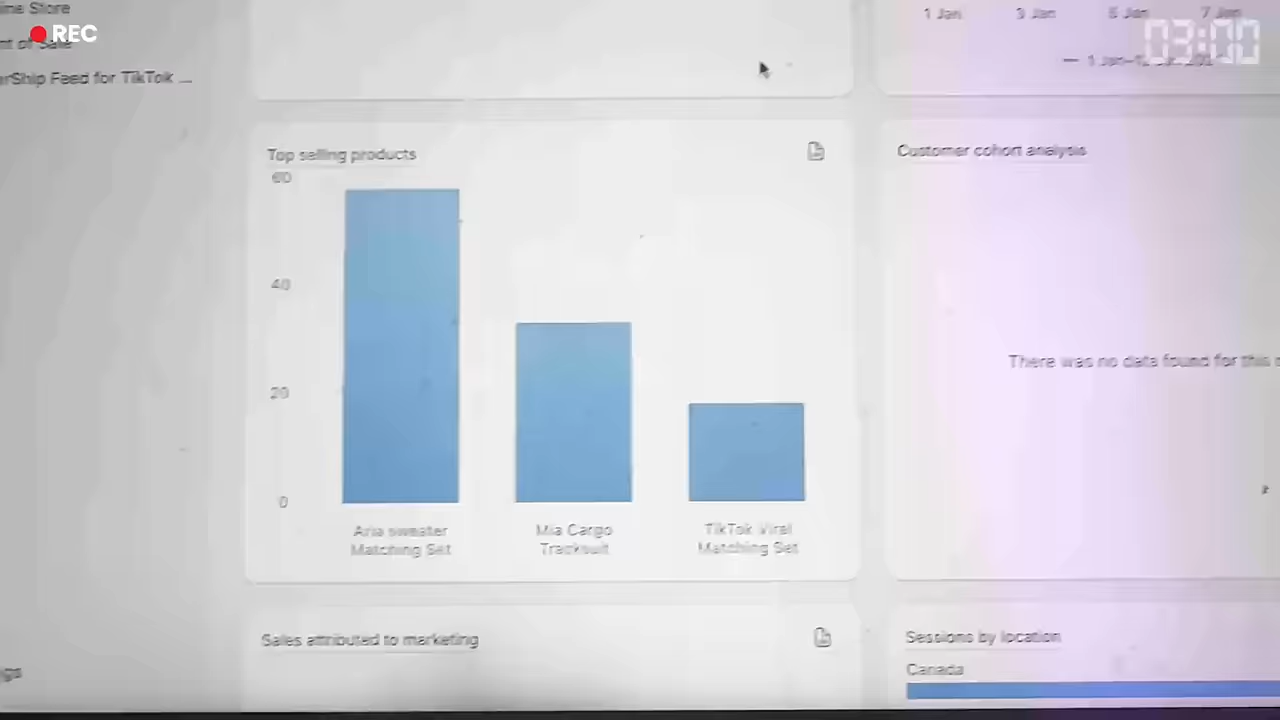 ine Store
REC
nt of Sale
erShip Feed for TikTok ...
1 Jan
3 Jan
5 Jan
7 Jan
03:00
Top selling products
60
40
20
0
Aria sweater
Matching Set
Mia Cargo
Tracksuit
TikTok Viral
Matching Set
Customer cohort analysis
There was no data found for this
Sales attributed to marketing
Sessions by location
Canada
ngs